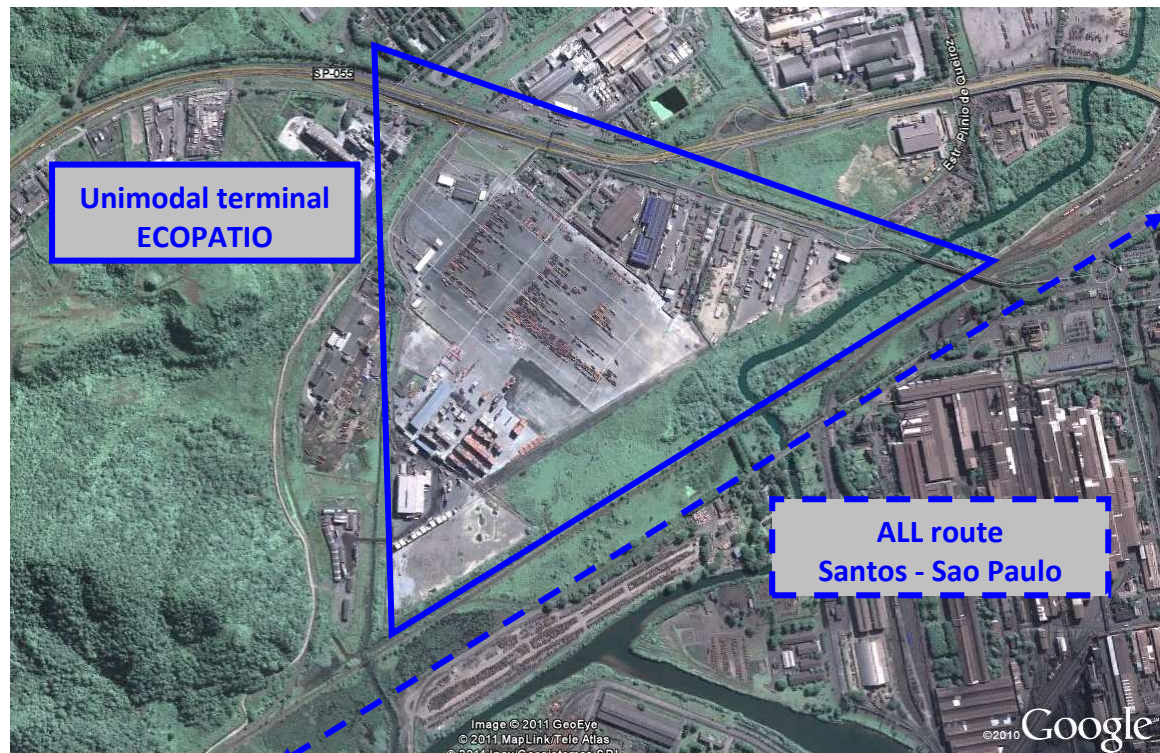 SP-055
Estr. Plinio de Queiroz
Unimodal terminal
ECOPATIO
ALL route
Santos - Sao Paulo
Image © 2011 GeoEye
© 2011 MapLink/Tele Atlas
©2010 Google